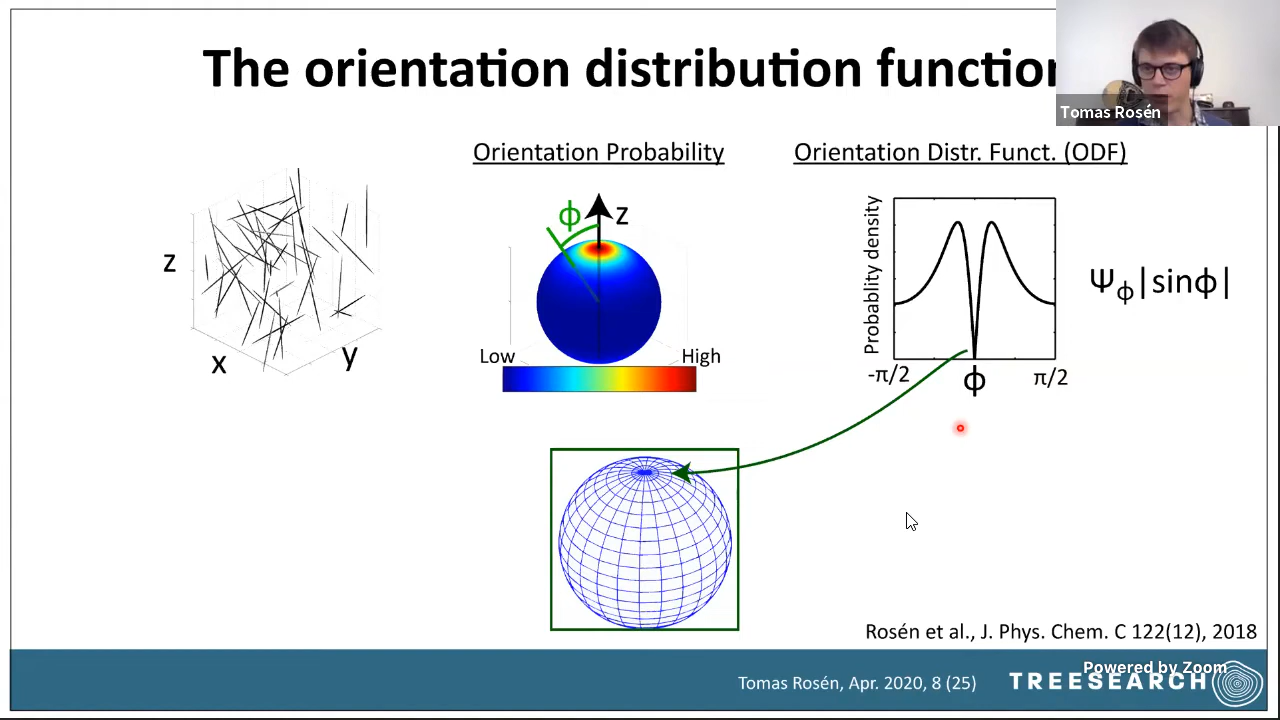 The orientation distribution function
Tomas Rosén
Orientation Probability
Orientation Distr. Funct. (ODF)
z
x
y
ϕ
z
Low
High
Probablity density
-π/2
ϕ
π/2
Ψϕ|sinϕ|
Rosén et al., J. Phys. Chem. C 122(12), 2018
Tomas Rosén, Apr. 2020, 8 (25)
TREESEARCH
Powered by Zoom